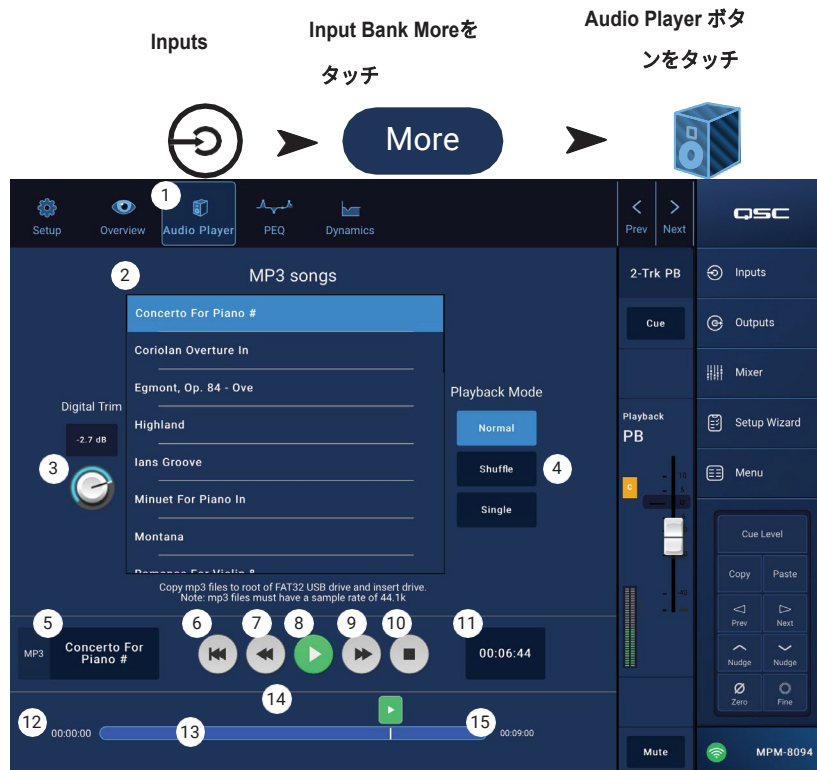 Inputs
Input Bank Moreを
タッチ
Audio Player ボタ
ンをタッチ
More
1
Setup
Overview
Audio Player
PEQ
Dynamics
Prev
Next
QSC
2
MP3 songs
2-Trk PB
Inputs
Concerto For Piano #
Cue
Outputs
Coriolan Overture In
Mixer
Egmont, Op. 84 - Ove
Digital Trim
Playback Mode
-2.7 dB
Highland
Normal
Playback
PB
Setup Wizard
3
Ians Groove
Shuffle
4
C
10
5
Menu
Minuet For Piano In
Single
Montana
Cue Level
Romance For Violin &
Copy mp3 files to root of FAT32 USB drive and insert drive.
Note: mp3 files must have a sample rate of 44.1k
Copy
Paste
-40
5
6
7
8
9
10
11
Prev
Next
MP3
Concerto For
Piano #
00:06:44
Nudge
Nudge
14
Zero
Fine
12
00:00:00
13
15
00:09:00
Mute
MPM-8094